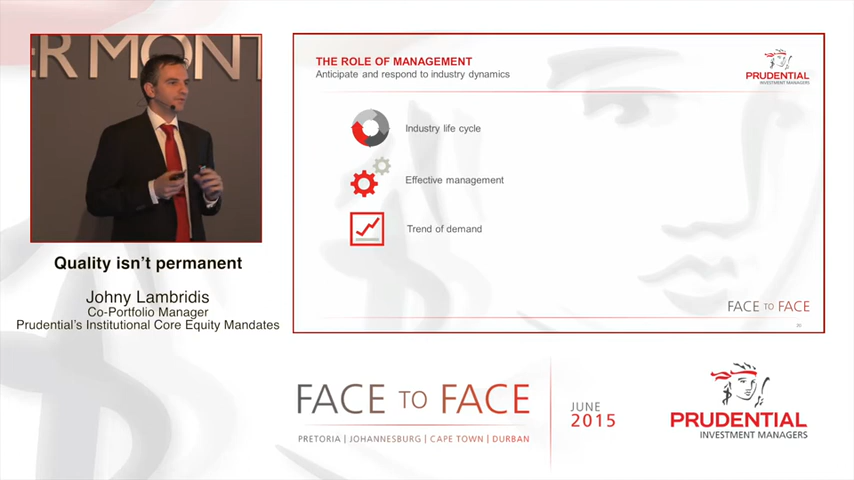 ER MONT
Quality isn't permanent
Johny Lambridis
Co-Portfolio Manager
Prudential's Institutional Core Equity Mandates
THE ROLE OF MANAGEMENT
Anticipate and respond to industry dynamics
PRUDENTIAL
INVESTMENT MANAGERS
Industry life cycle
Effective management
Trend of demand
FACE TO FACE
FACE TO FACE
PRETORIA | JOHANNESBURG | CAPE TOWN | DURBAN
JUNE
2015
PRUDENTIAL
INVESTMENT MANAGERS